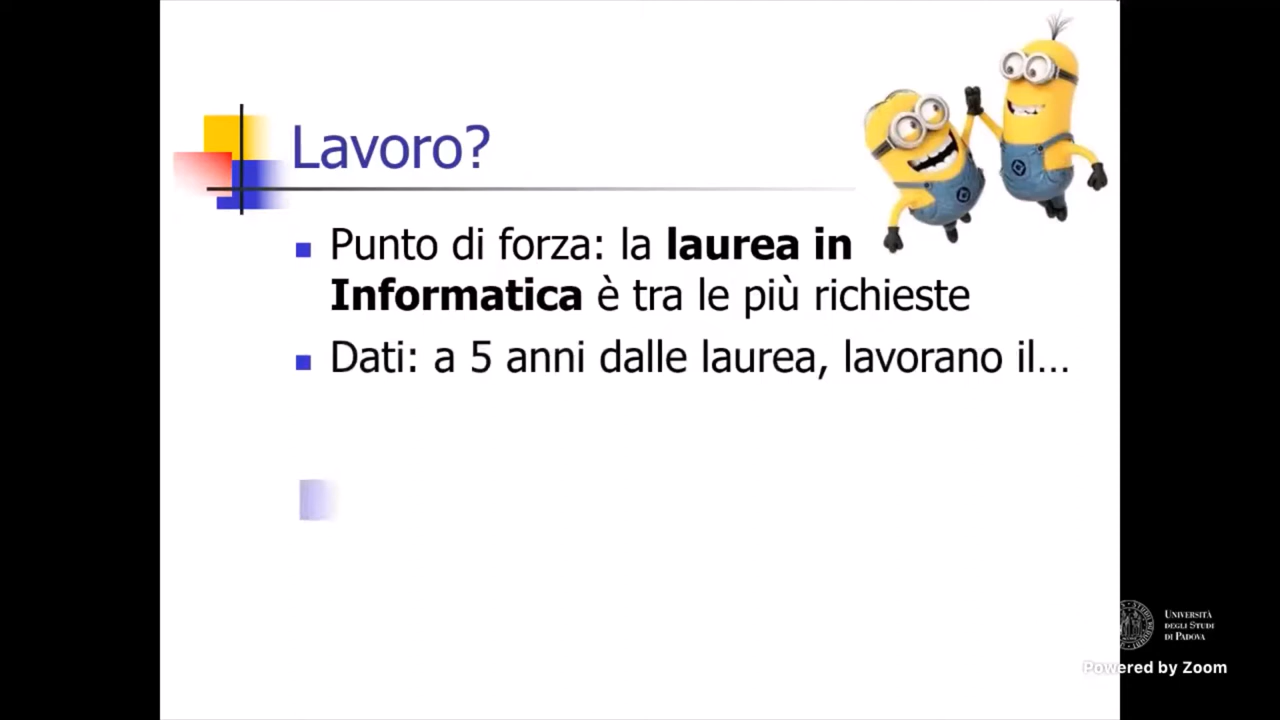 Lavoro?
Punto di forza: la laurea in
Informatica è tra le più richieste
Dati: a 5 anni dalle laurea, lavorano il...
UNIVERSITÀ
DEGLI STUDI
DI PADOVA
Powered by Zoom